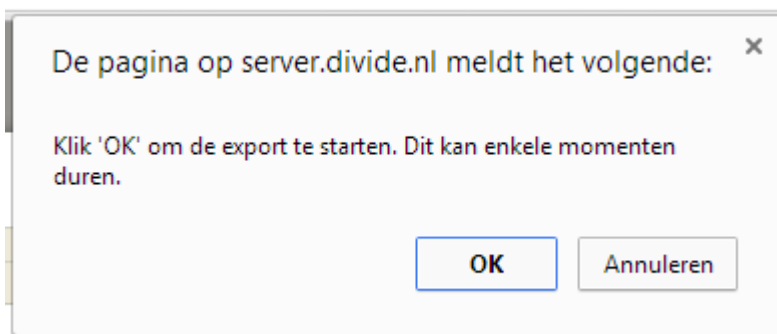 De pagina op server.divide.nl meldt het volgende:
Klik 'OK' om de export te starten. Dit kan enkele momenten
duren.
OK
Annuleren